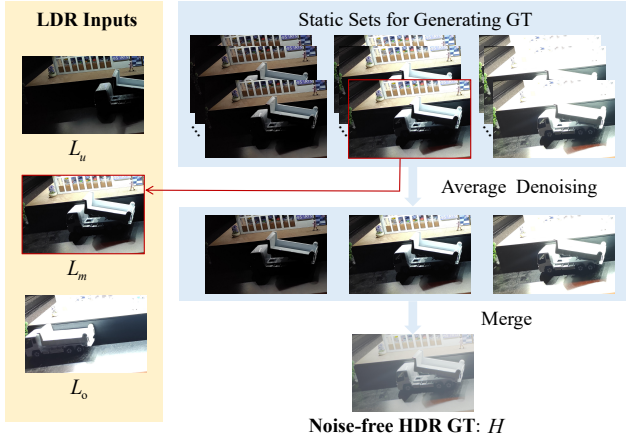 LDR Inputs
L_u
L_m
L_o
Static Sets for Generating GT
Average Denoising
Merge
Noise-free HDR GT: H